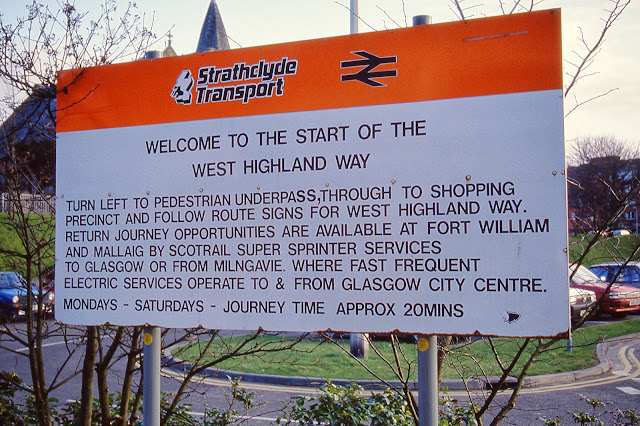 Strathclyde
Transport
WELCOME TO THE START OF THE
WEST HIGHLAND WAY
TURN LEFT TO PEDESTRIAN UNDERPASS,THROUGH TO SHOPPING
PRECINCT AND FOLLOW ROUTE SIGNS FOR WEST HIGHLAND WAY.
RETURN JOURNEY OPPORTUNITIES ARE AVAILABLE AT FORT WILLIAM
AND MALLAIG BY SCOTRAIL SUPER SPRINTER SERVICES
TO GLASGOW OR FROM MILNGAVIE. WHERE FAST FREQUENT
ELECTRIC SERVICES OPERATE TO & FROM GLASGOW CITY CENTRE.
MONDAYS - SATURDAYS - JOURNEY TIME APPROX 20MINS